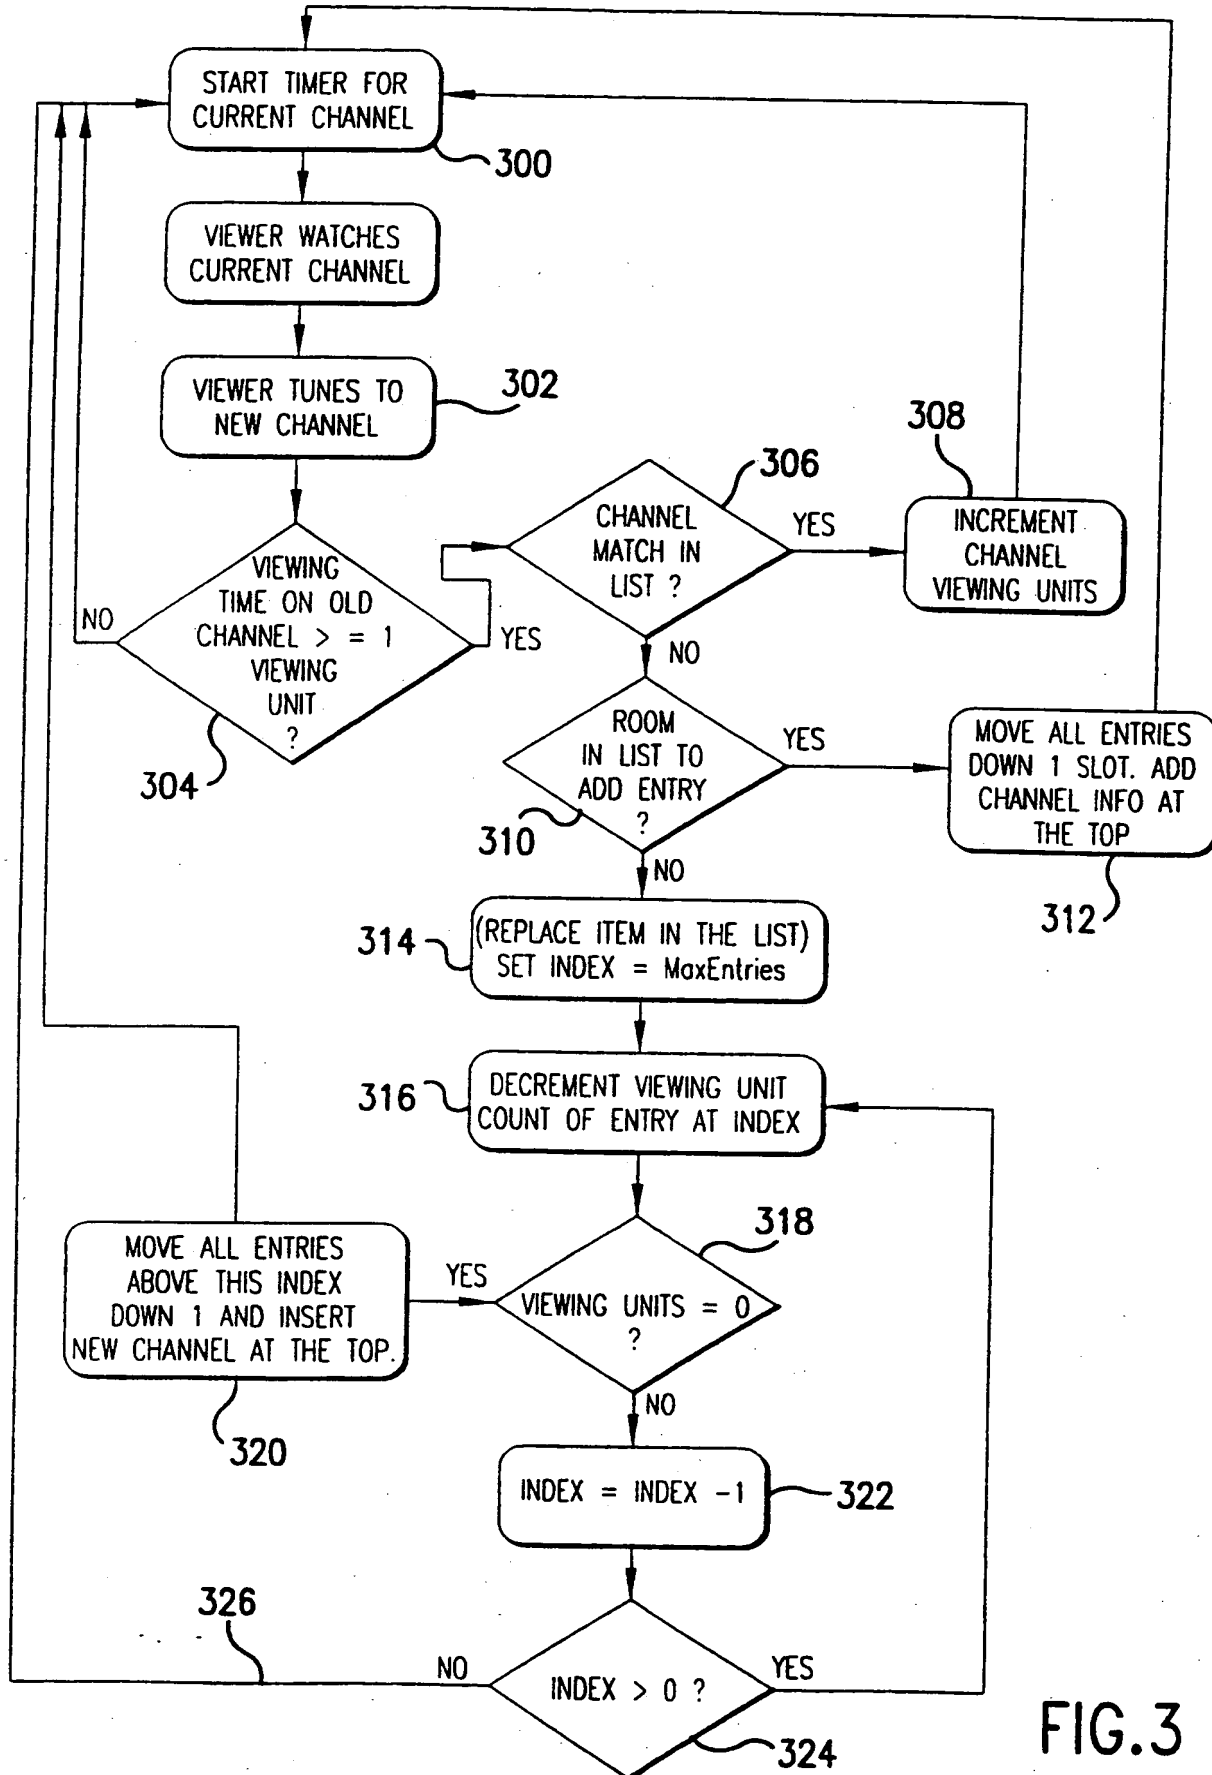 START TIMER FOR
CURRENT CHANNEL
300
VIEWER WATCHES
CURRENT CHANNEL
VIEWER TUNES TO
NEW CHANNEL
302
VIEWING
TIME ON OLD
CHANNEL > = 1
VIEWING
UNIT
?
NO
YES
304
CHANNEL
MATCH IN
LIST ?
306
YES
NO
308
INCREMENT
CHANNEL
VIEWING UNITS
ROOM
IN LIST TO
ADD ENTRY
?
310
YES
NO
MOVE ALL ENTRIES
DOWN 1 SLOT. ADD
CHANNEL INFO AT
THE TOP
312
314
(REPLACE ITEM IN THE LIST)
SET INDEX = MaxEntries
316
DECREMENT VIEWING UNIT
COUNT OF ENTRY AT INDEX
318
VIEWING UNITS = 0
?
YES
NO
MOVE ALL ENTRIES
ABOVE THIS INDEX
DOWN 1 AND INSERT
NEW CHANNEL AT THE TOP.
320
INDEX = INDEX -1
322
326
NO
INDEX > 0 ?
YES
324
FIG.3